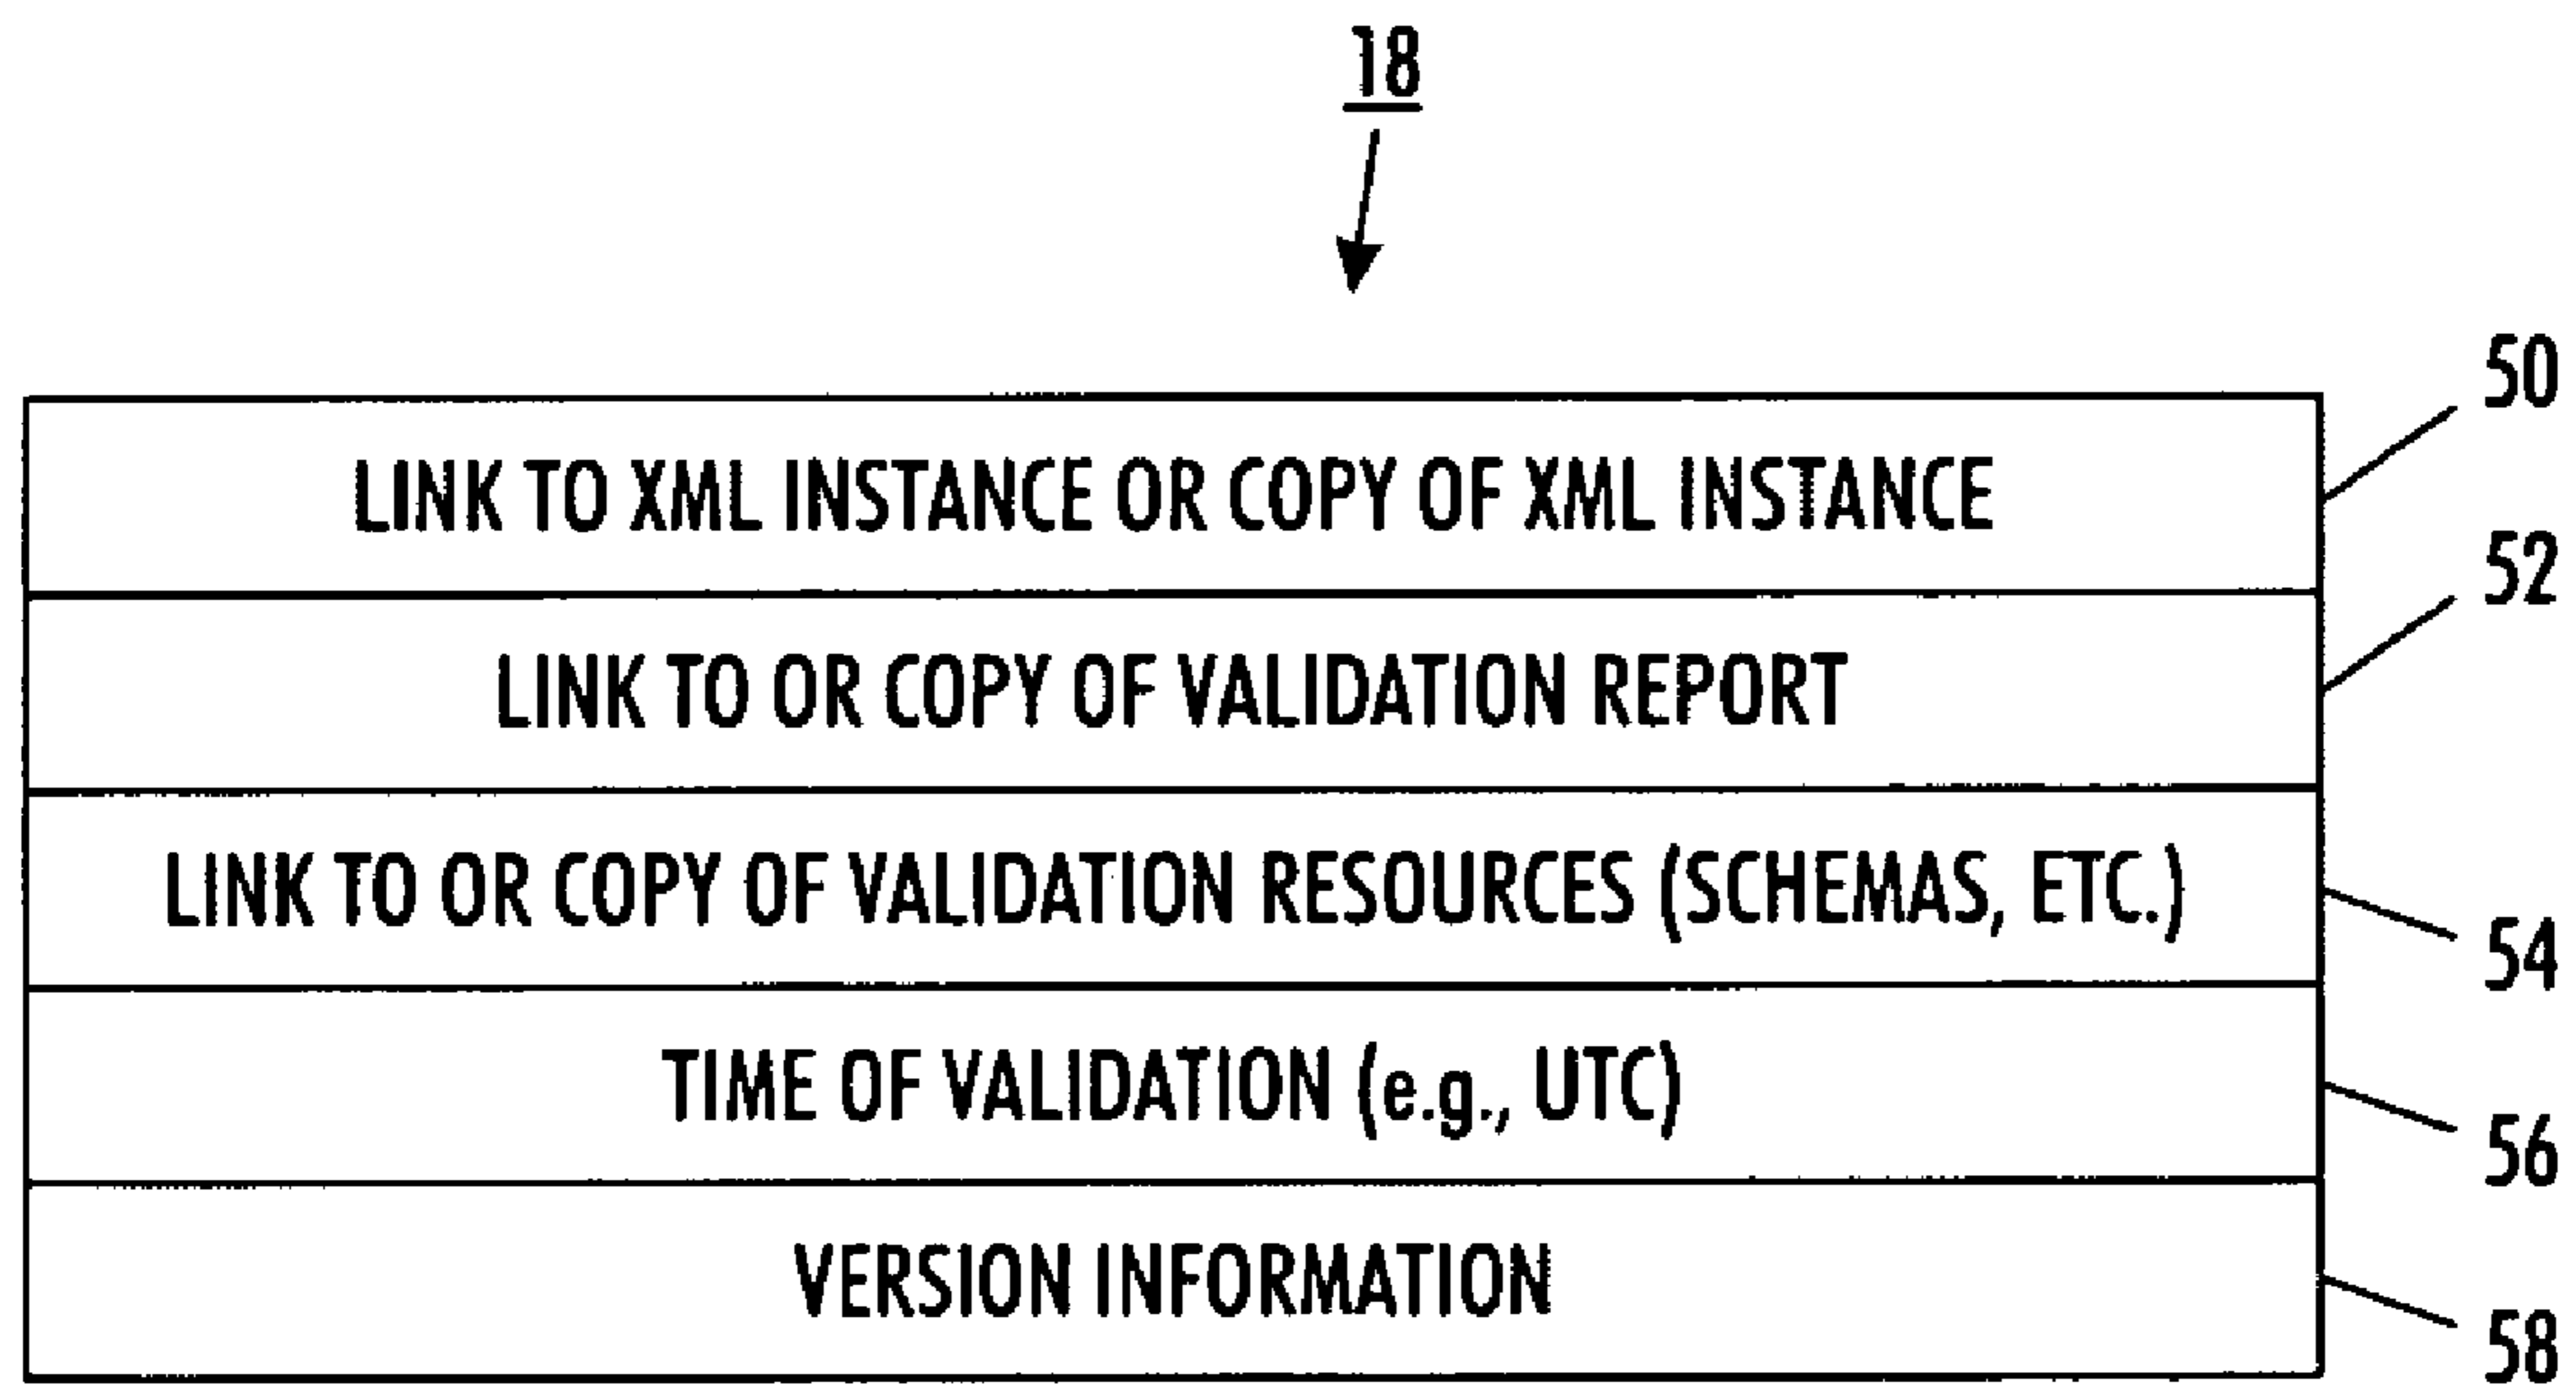 18
50
LINK TO XML INSTANCE OR COPY OF XML INSTANCE
52
LINK TO OR COPY OF VALIDATION REPORT
LINK TO OR COPY OF VALIDATION RESOURCES (SCHEMAS, ETC.)
54
TIME OF VALIDATION (e.g., UTC)
56
VERSION INFORMATION
58